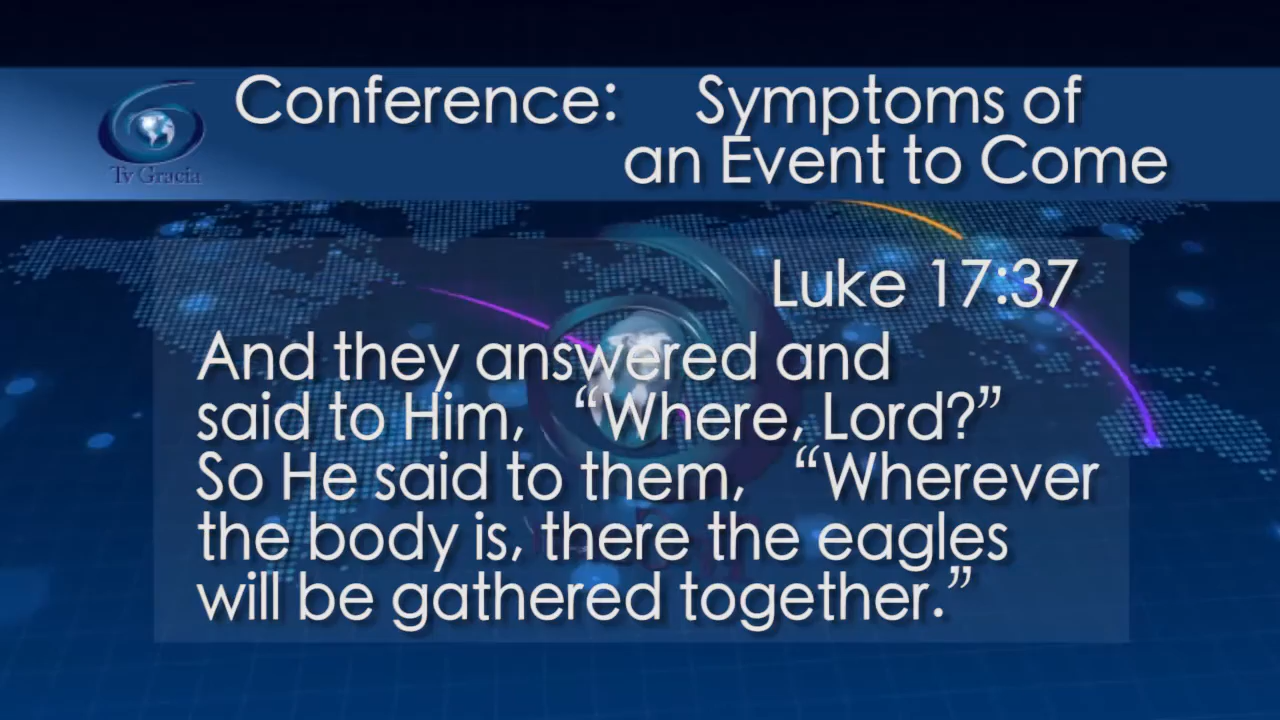 Conference: Symptoms of
an Event to Come
Tv Gracia
Luke 17:37
And they answered and
said to Him, “Where, Lord?”
So He said to them, “Wherever
the body is, there the eagles
will be gathered together.”